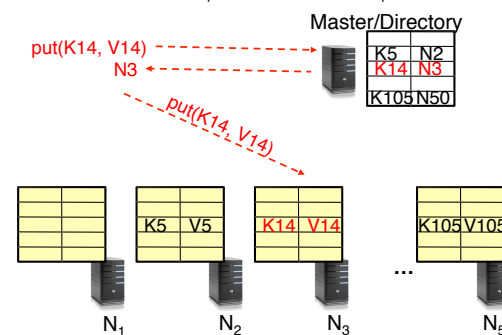 Master/Directory
put(K14, V14)
N3
K5 N2
K14 N3
K105 N50
put(K14, V14)
K5 V5
K14 V14
K105 V105
...
N1
N2
N3
N5